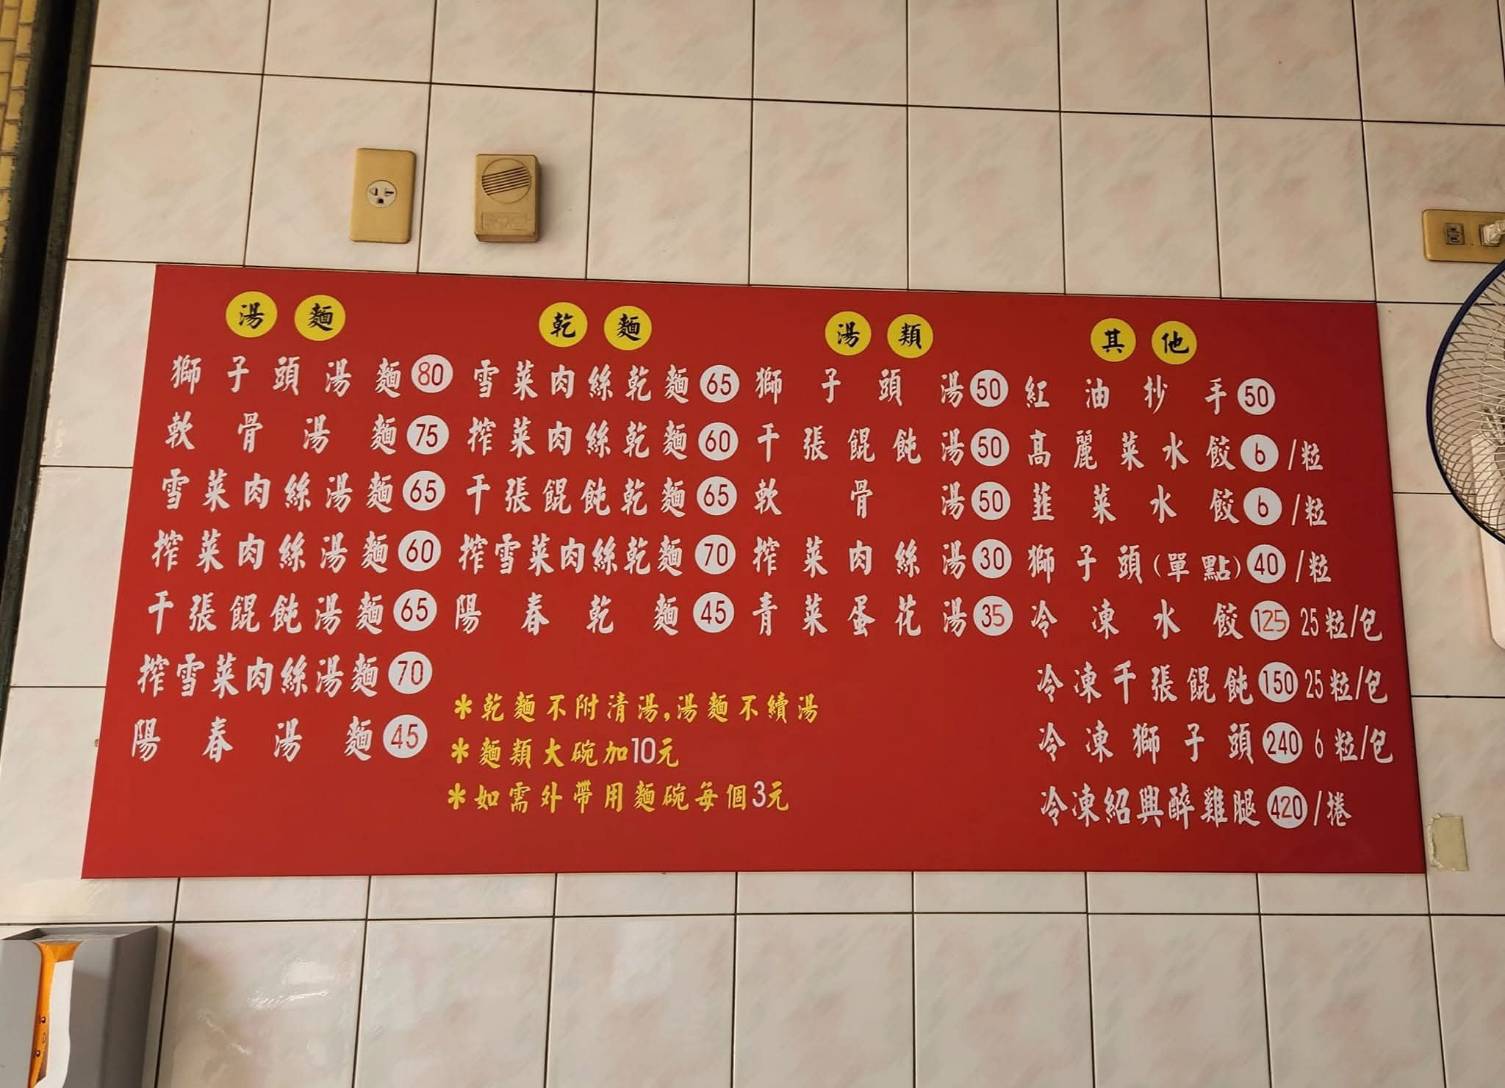 湯麵
獅子頭湯麵80
軟骨湯麵75
雪菜肉絲湯麵65
搾菜肉絲湯麵60
千張餛飩湯麵65
搾雪菜肉絲湯麵70
陽春湯麵45
乾麵
雪菜肉絲乾麵65
搾菜肉絲乾麵60
千張餛飩乾麵65
搾雪菜肉絲乾麵70
陽春乾麵45
湯類
獅子頭湯50
千張餛飩湯50
軟骨湯50
搾菜肉絲湯30
青菜蛋花湯35
其他
紅油抄手50
高麗菜水餃6/粒
韮菜水餃6/粒
獅子頭(單點)40/粒
冷凍水餃125 25粒/包
冷凍千張餛飩150 25粒/包
冷凍獅子頭240 6粒/包
冷凍紹興醉雞腿420/捲
*乾麵不附清湯,湯麵不續湯
*麵類大碗加10元
*如需外帶用麵碗每個3元